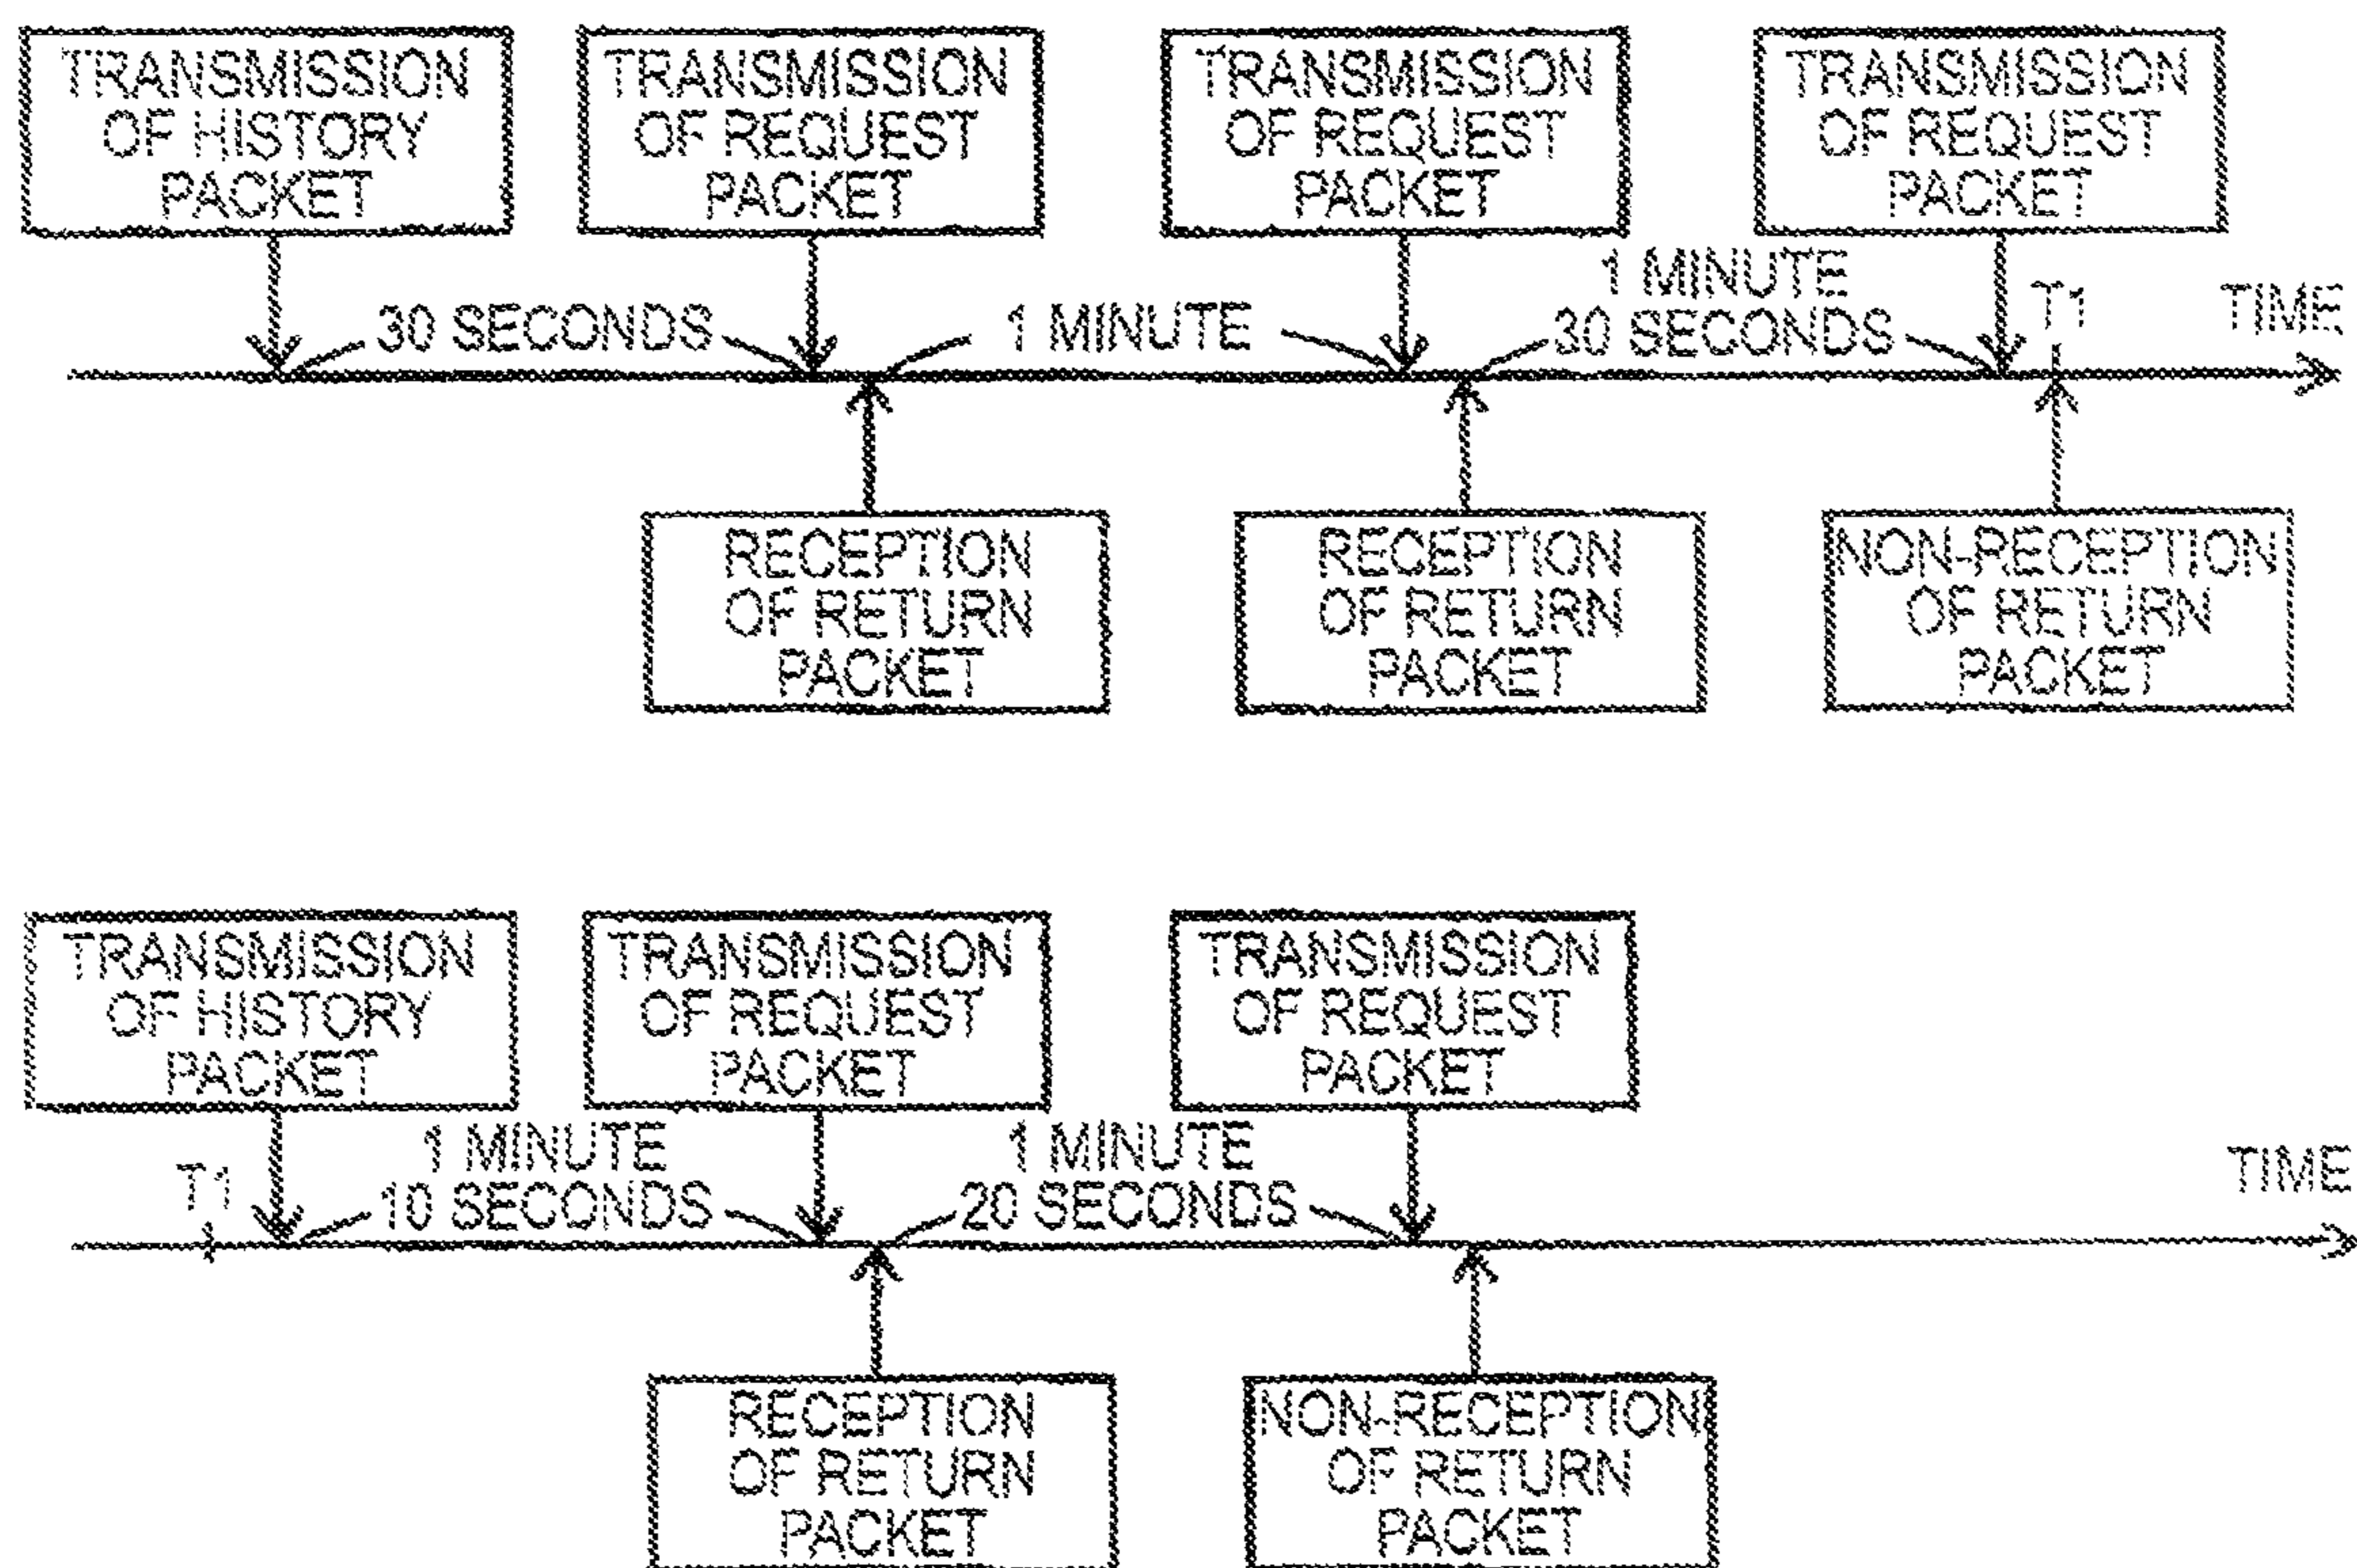 TRANSMISSION
OF HISTORY
PACKET
TRANSMISSION
OF REQUEST
PACKET
TRANSMISSION
OF REQUEST
PACKET
TRANSMISSION
OF REQUEST
PACKET
30 SECONDS
1 MINUTE
1 MINUTE
30 SECONDS
T1
TIME
RECEPTION
OF RETURN
PACKET
RECEPTION
OF RETURN
PACKET
NON-RECEPTION
OF RETURN
PACKET
TRANSMISSION
OF HISTORY
PACKET
TRANSMISSION
OF REQUEST
PACKET
TRANSMISSION
OF REQUEST
PACKET
T1
1 MINUTE
10 SECONDS
1 MINUTE
20 SECONDS
TIME
RECEPTION
OF RETURN
PACKET
NON-RECEPTION
OF RETURN
PACKET